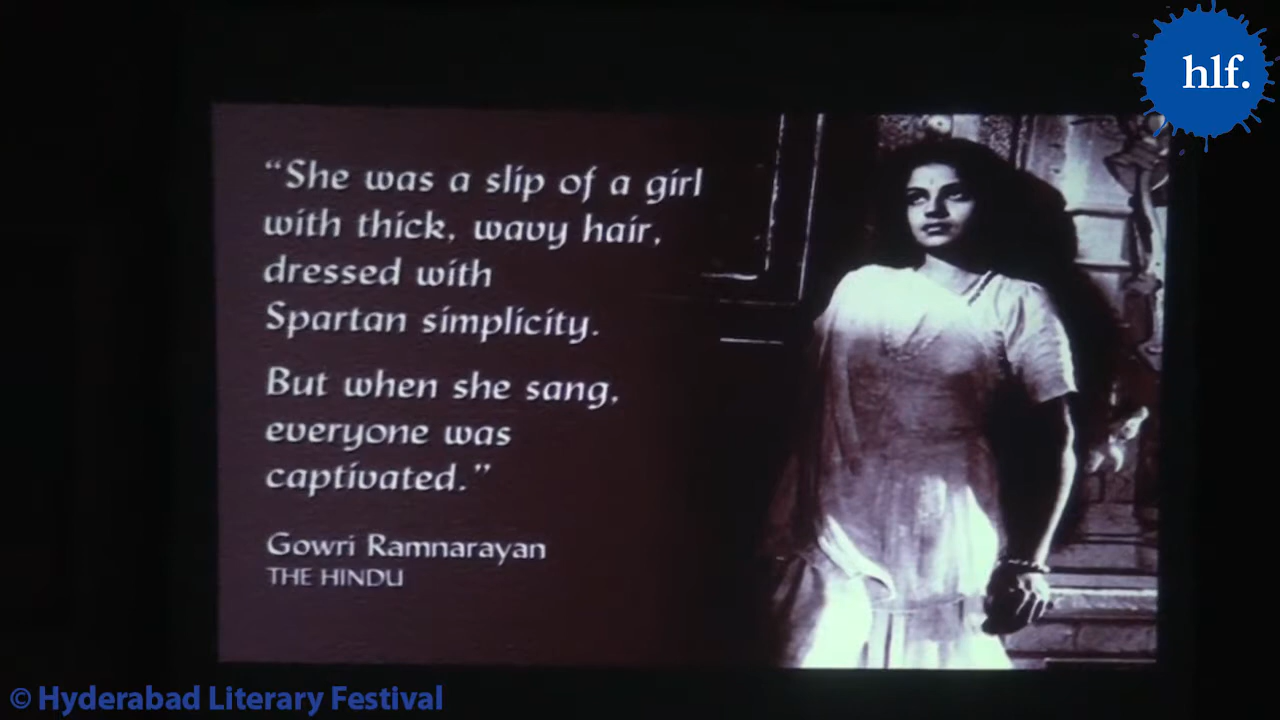 hlf.
“She was a slip of a girl
with thick, wavy hair,
dressed with
Spartan simplicity.
But when she sang,
everyone was
captivated.”
Gowri Ramnarayan
THE HINDU
© Hyderabad Literary Festival